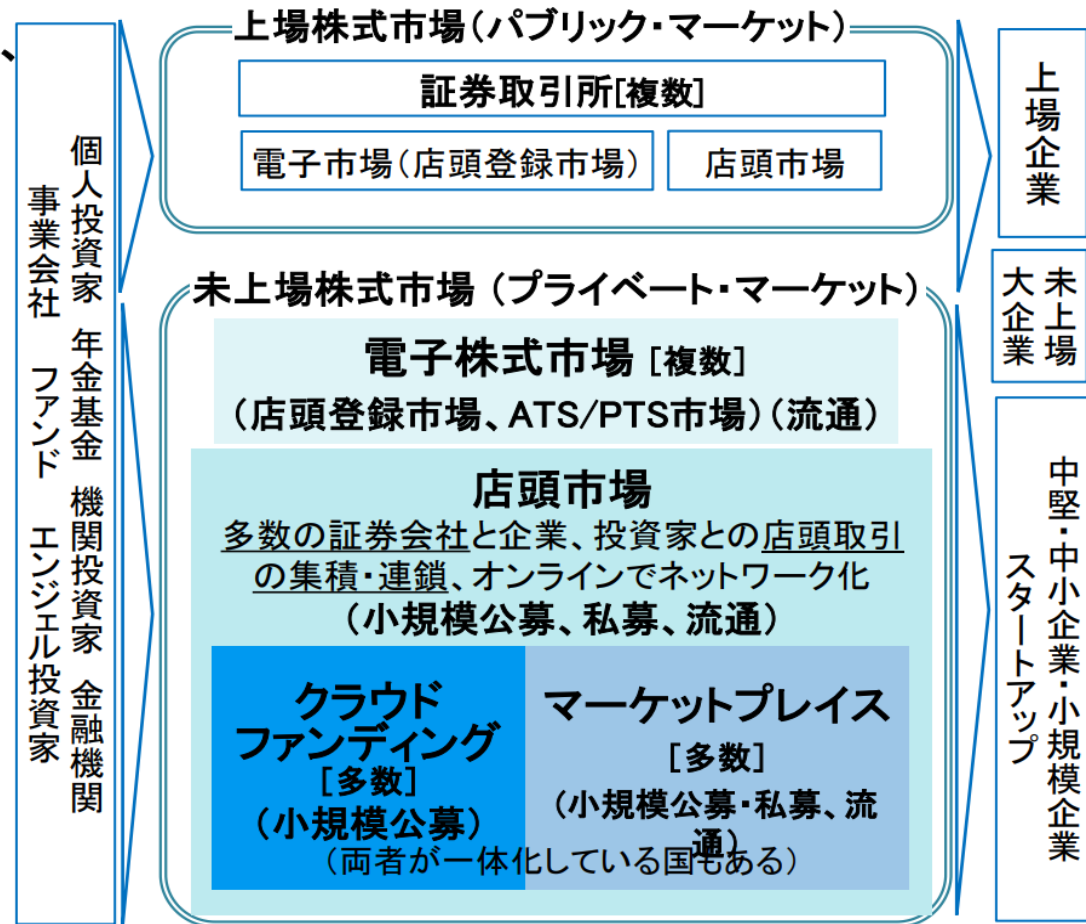 、
上場株式市場（パブリック・マーケット）
証券取引所[複数]
電子市場（店頭登録市場）
店頭市場
個人投資家 年金基金 機関投資家 金融機関
事業会社 ファンド エンジェル投資家
未上場株式市場（プライベート・マーケット）
電子株式市場[複数]
（店頭登録市場、ATS/PTS市場）（流通）
店頭市場
多数の証券会社と企業、投資家との店頭取引
の集積・連鎖、オンラインでネットワーク化
（小規模公募、私募、流通）
クラウド
ファンディング
[多数]
（小規模公募）
マーケットプレイス
[多数]
（小規模公募・私募、流
通）
（両者が一体化している国もある）
上場企業
未上場
大企業
中堅・中小企業・小規模企業
スタートアップ